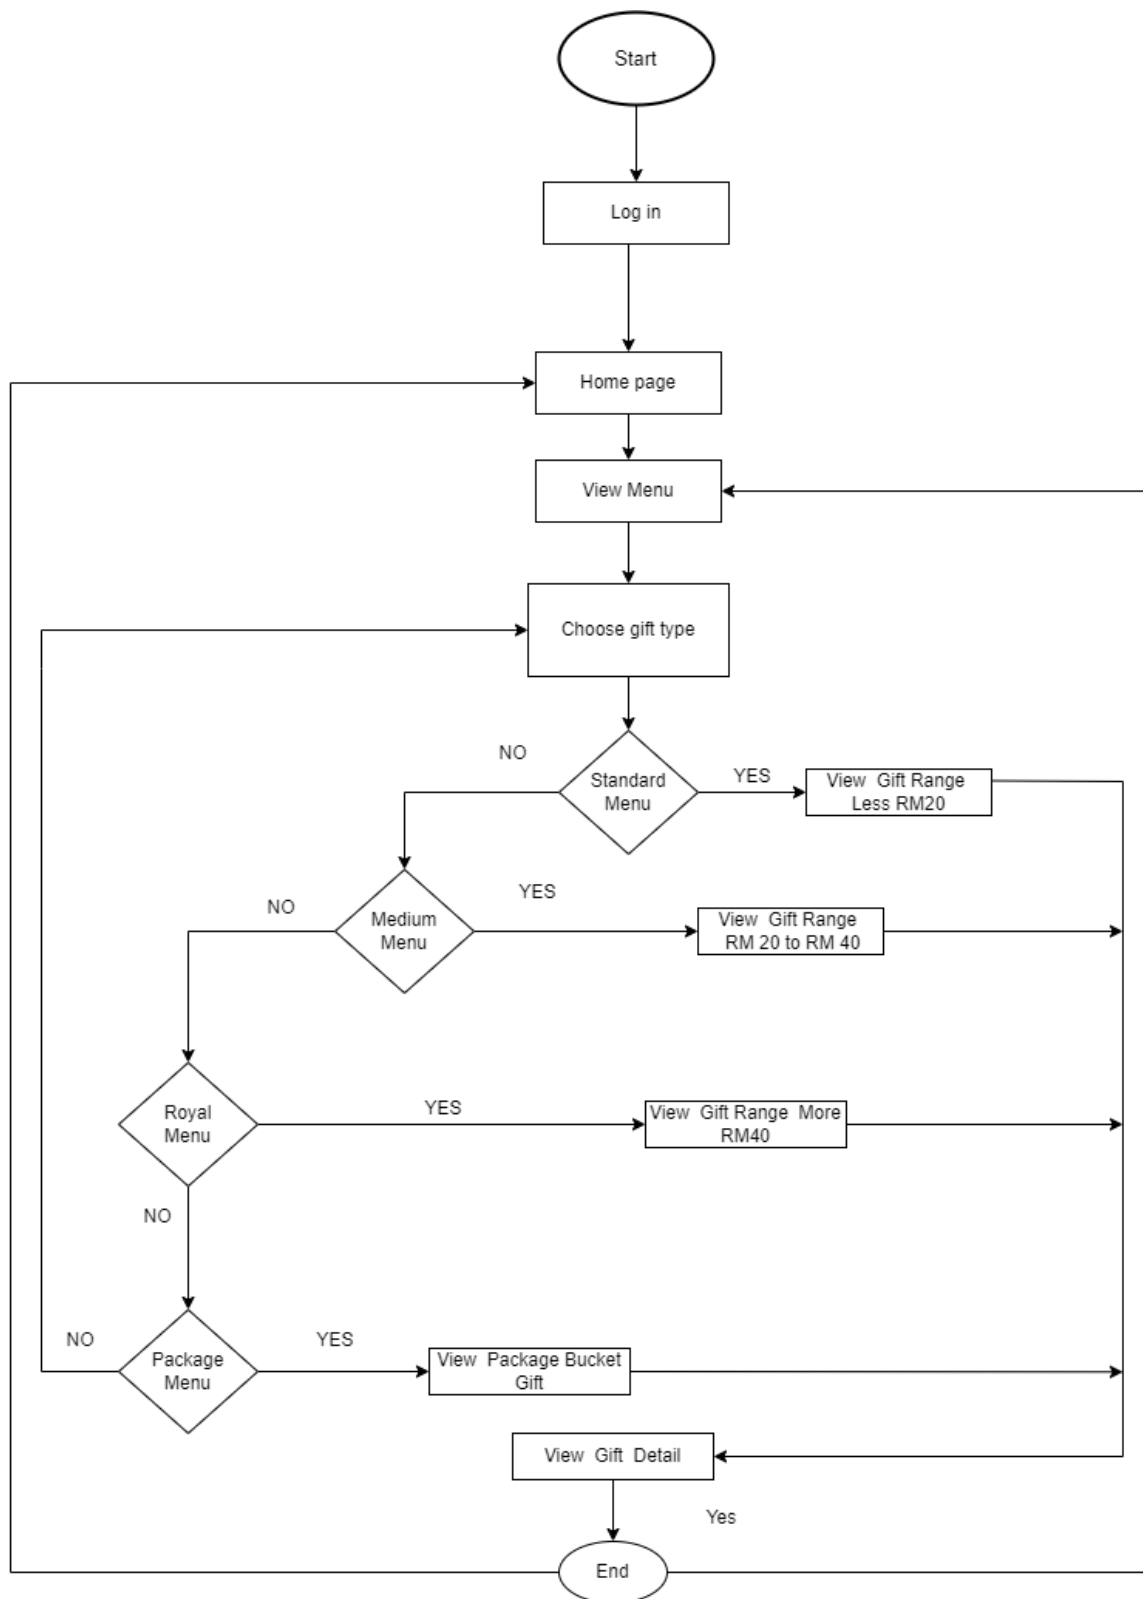 Start
Log in
Home page
View Menu
Choose gift type
NO
Standard
Menu
YES
View Gift Range
Less RM20
NO
Medium
Menu
YES
View Gift Range
RM 20 to RM 40
Royal
Menu
YES
View Gift Range More
RM40
NO
NO
Package
Menu
YES
View Package Bucket
Gift
View Gift Detail
Yes
End